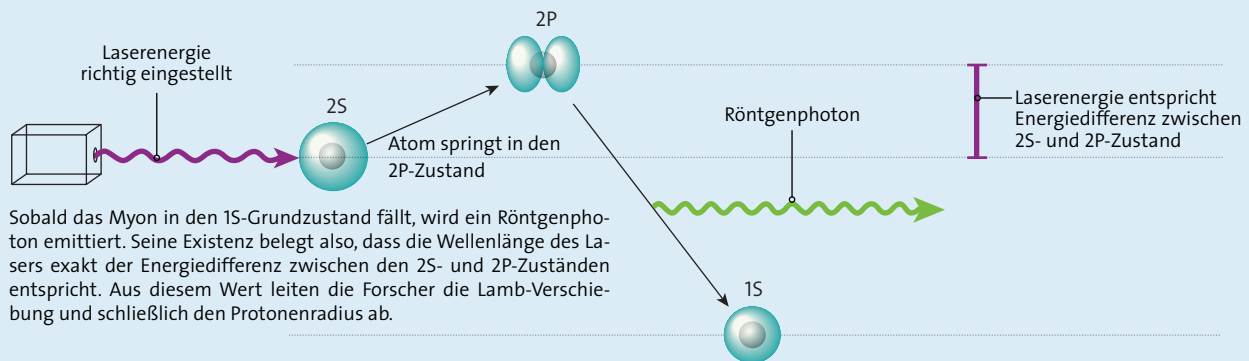 2P
Laserenergie
richtig eingestellt
2S
Röntgenphoton
Laserenergie entspricht
Energiedifferenz zwischen
2S- und 2P-Zustand
Atom springt in den
2P-Zustand
Sobald das Myon in den 1S-Grundzustand fällt, wird ein Röntgenpho-
ton emittiert. Seine Existenz belegt also, dass die Wellenlänge des La-
sers exakt der Energiedifferenz zwischen den 2S- und 2P-Zuständen
entspricht. Aus diesem Wert leiten die Forscher die Lamb-Verschie-
bung und schließlich den Protonenradius ab.
1S